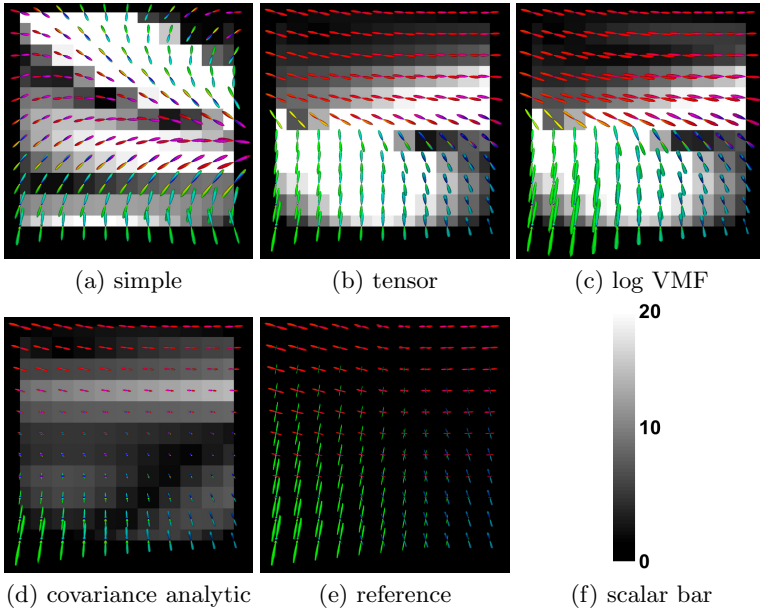 (a) simple
(b) tensor
(c) log VMF
20
10
0
(d) covariance analytic
(e) reference
(f) scalar bar